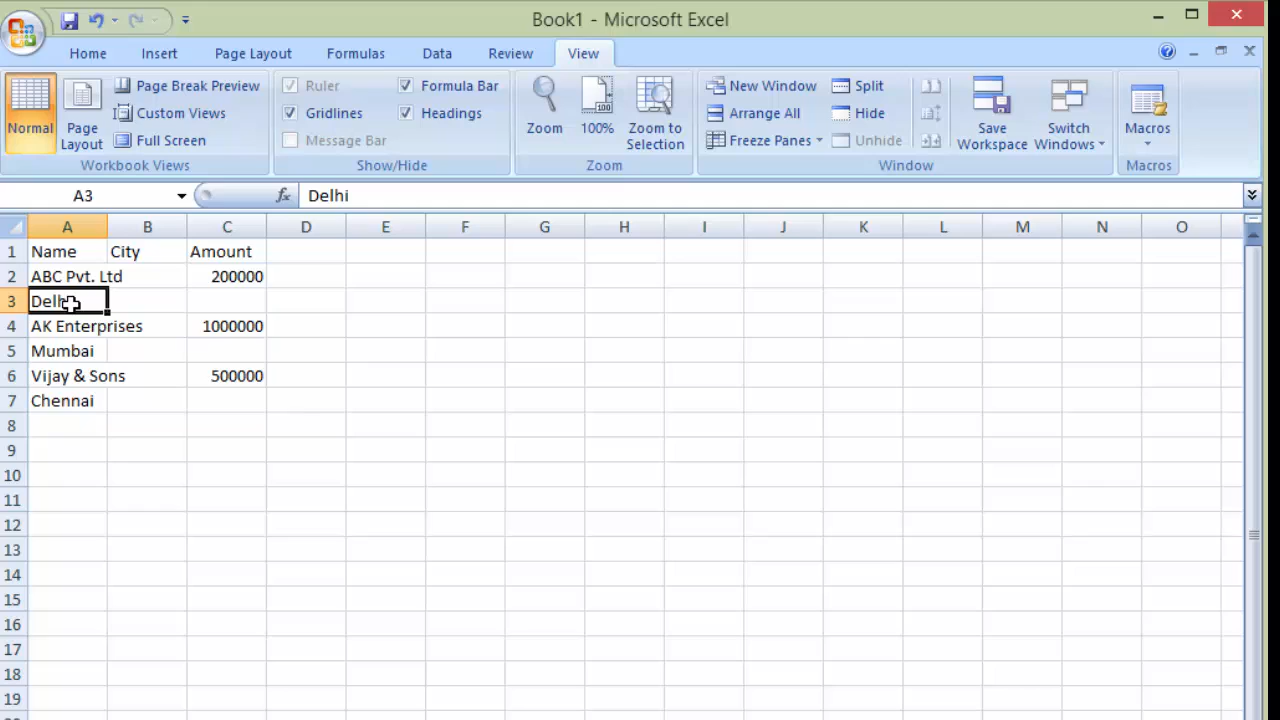 Book1 - Microsoft Excel
Home Insert Page Layout Formulas Data Review View
Normal
Page Layout
Page Break Preview
Custom Views
Full Screen
Workbook Views
Ruler
Gridlines
Message Bar
Formula Bar
Headings
Show/Hide
Zoom
100%
Zoom to Selection
Zoom
New Window
Arrange All
Freeze Panes
Split
Hide
Unhide
Save Workspace
Switch Windows
Window
Macros
Macros
A3 fx Delhi
A B C D E F G H I J K L M N O
1 Name City Amount
2 ABC Pvt. Ltd 200000
3 Delhi
4 AK Enterprises 1000000
5 Mumbai
6 Vijay & Sons 500000
7 Chennai
8
9
10
11
12
13
14
15
16
17
18
19